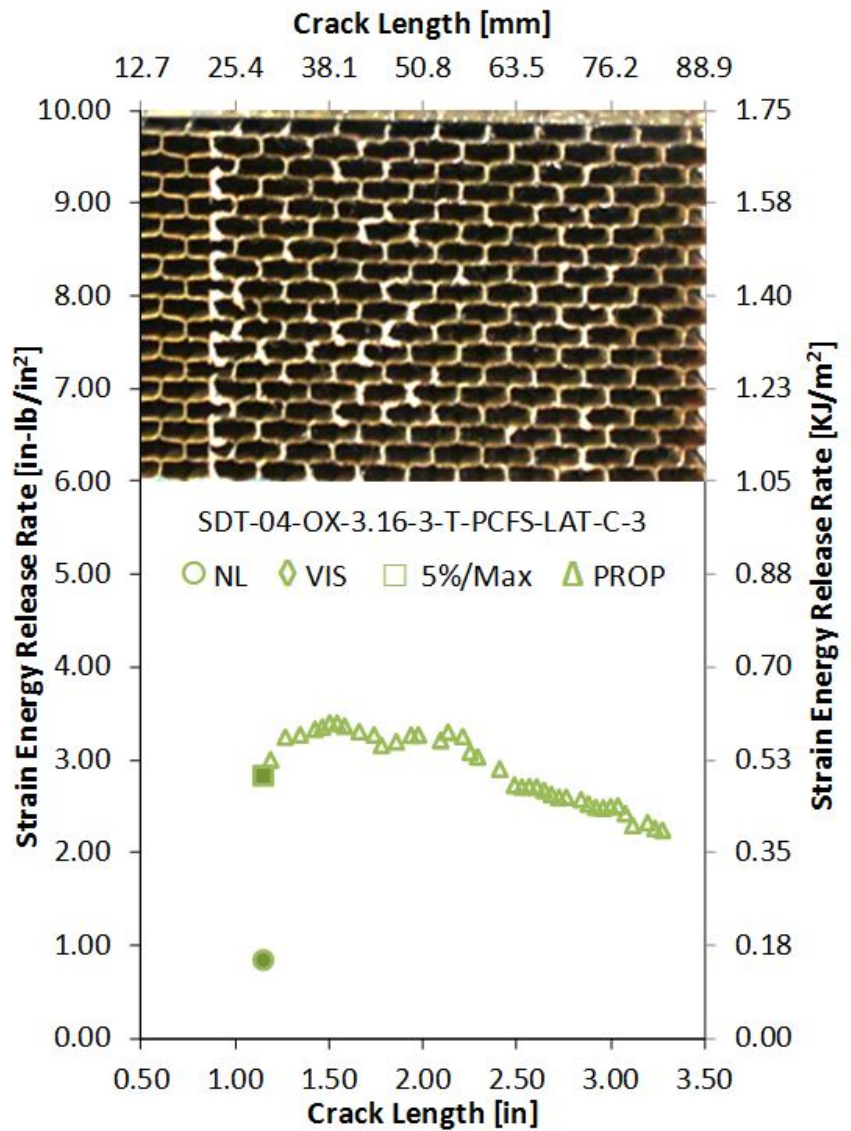 Crack Length [mm]
12.7 25.4 38.1 50.8 63.5 76.2 88.9
Strain Energy Release Rate [in-lb/in²]
10.00
9.00
8.00
7.00
6.00
5.00
4.00
3.00
2.00
1.00
0.00
SDT-04-OX-3.16-3-T-PCFS-LAT-C-3
NL VIS 5%/Max PROP
1.75
1.58
1.40
1.23
1.05
0.88
0.70
0.53
0.35
0.18
0.00
Strain Energy Release Rate [KJ/m²]
0.50 1.00 1.50 2.00 2.50 3.00 3.50
Crack Length [in]